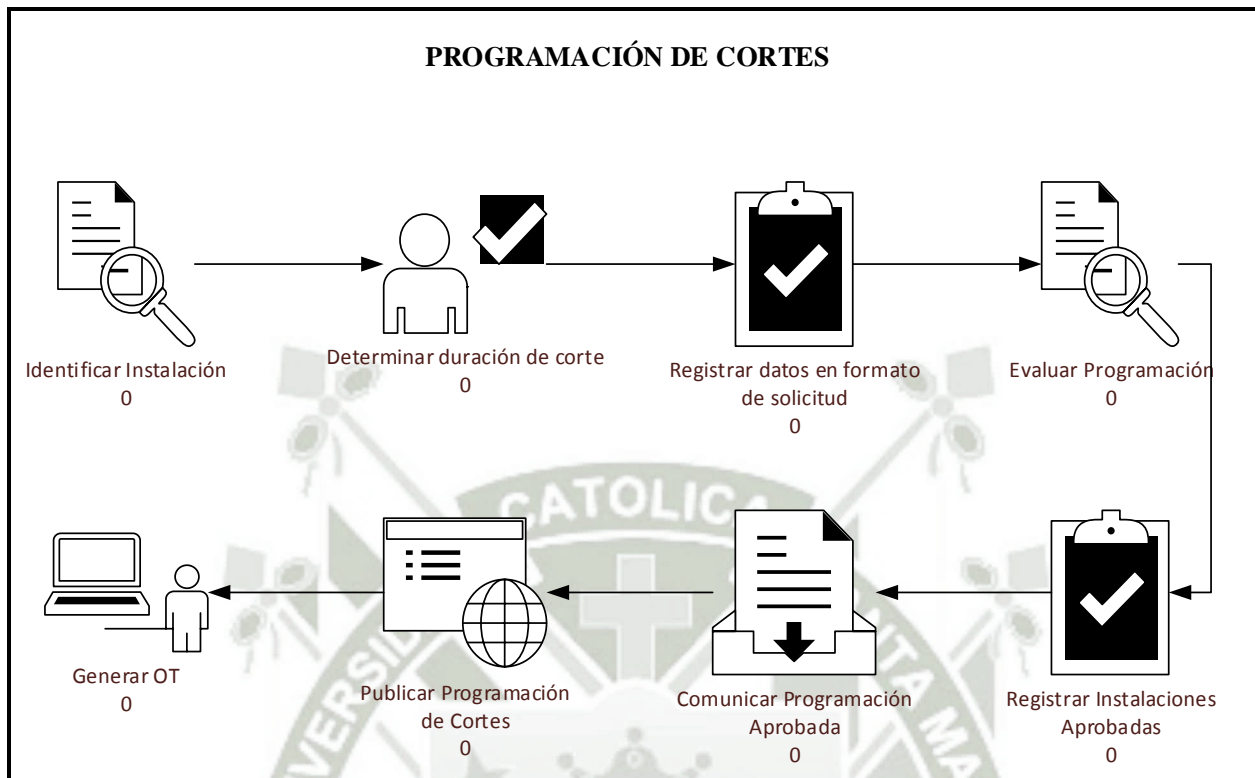 PROGRAMACIÓN DE CORTES
Identificar Instalación
0
Determinar duración de corte
0
Registrar datos en formato
de solicitud
0
Evaluar Programación
0
Generar OT
0
Publicar Programación
de Cortes
0
Comunicar Programación
Aprobada
0
Registrar Instalaciones
Aprobadas
0
CATOLICA